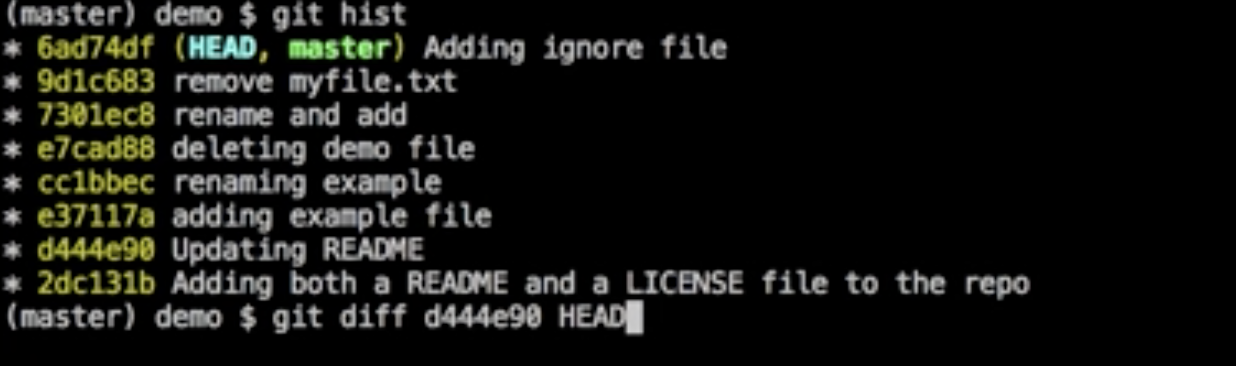 (master) demo $ git hist
* 6ad74df (HEAD, master) Adding ignore file
* 9d1c683 remove myfile.txt
* 7301ec8 rename and add
* e7cad88 deleting demo file
* cc1bbec renaming example
* e37117a adding example file
* d444e90 Updating README
* 2dc131b Adding both a README and a LICENSE file to the repo
(master) demo $ git diff d444e90 HEAD